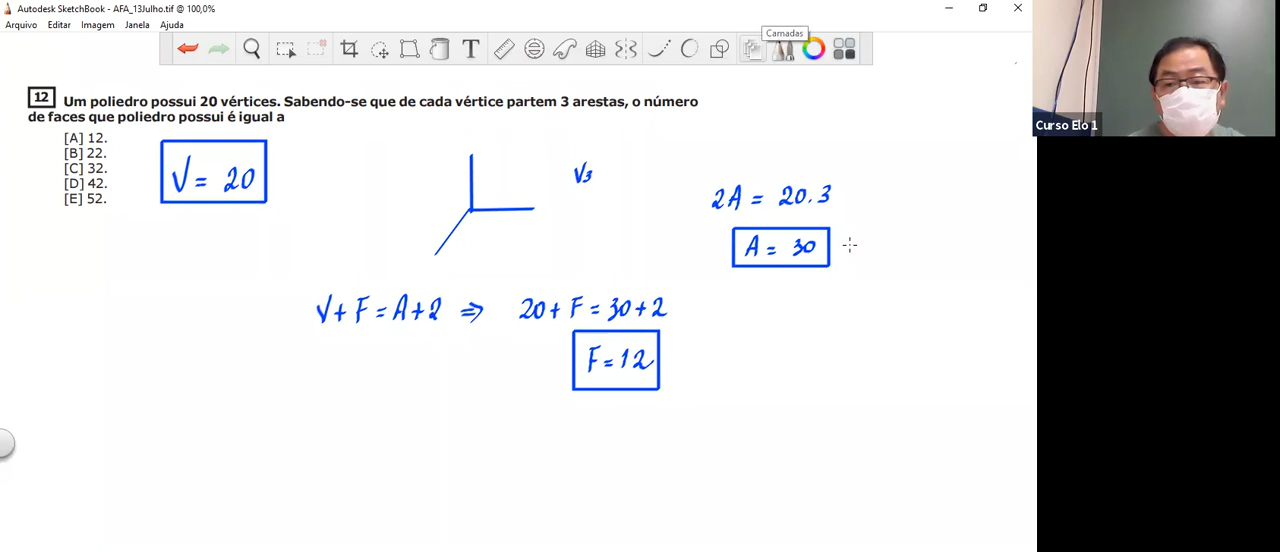 Autodesk SketchBook - AFA_13Julho.tif @ 100,0%
Arquivo Editar Imagem Janela Ajuda
Camadas
T
12 Um poliedro possui 20 vértices. Sabendo-se que de cada vértice partem 3 arestas, o número
de faces que poliedro possui é igual a
[A] 12.
[B] 22.
[C] 32.
[D] 42.
[E] 52.
V = 20
V3
2A = 20.3
A = 30
V + F = A + 2 ⇒ 20 + F = 30 + 2
F = 12
Curso Elo 1